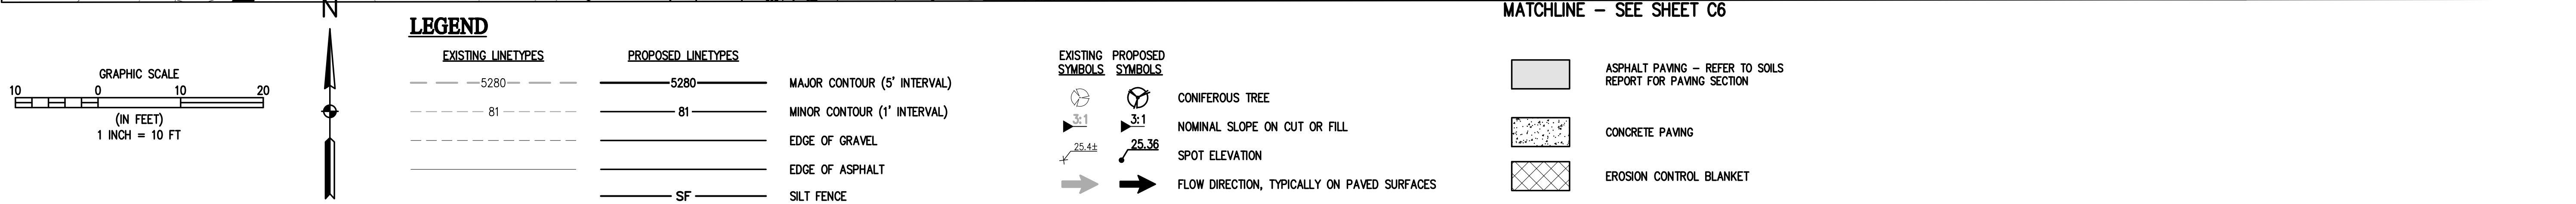 MATCHLINE – SEE SHEET C6
N
LEGEND
GRAPHIC SCALE
10 0 10 20
(IN FEET)
1 INCH = 10 FT
EXISTING LINETYPES PROPOSED LINETYPES
5280 5280 MAJOR CONTOUR (5' INTERVAL)
81 81 MINOR CONTOUR (1' INTERVAL)
EDGE OF GRAVEL
EDGE OF ASPHALT
SF SILT FENCE
EXISTING PROPOSED
SYMBOLS SYMBOLS
CONIFEROUS TREE
3:1 3:1 NOMINAL SLOPE ON CUT OR FILL
25.4± 25.36 SPOT ELEVATION
FLOW DIRECTION, TYPICALLY ON PAVED SURFACES
ASPHALT PAVING – REFER TO SOILS
REPORT FOR PAVING SECTION
CONCRETE PAVING
EROSION CONTROL BLANKET